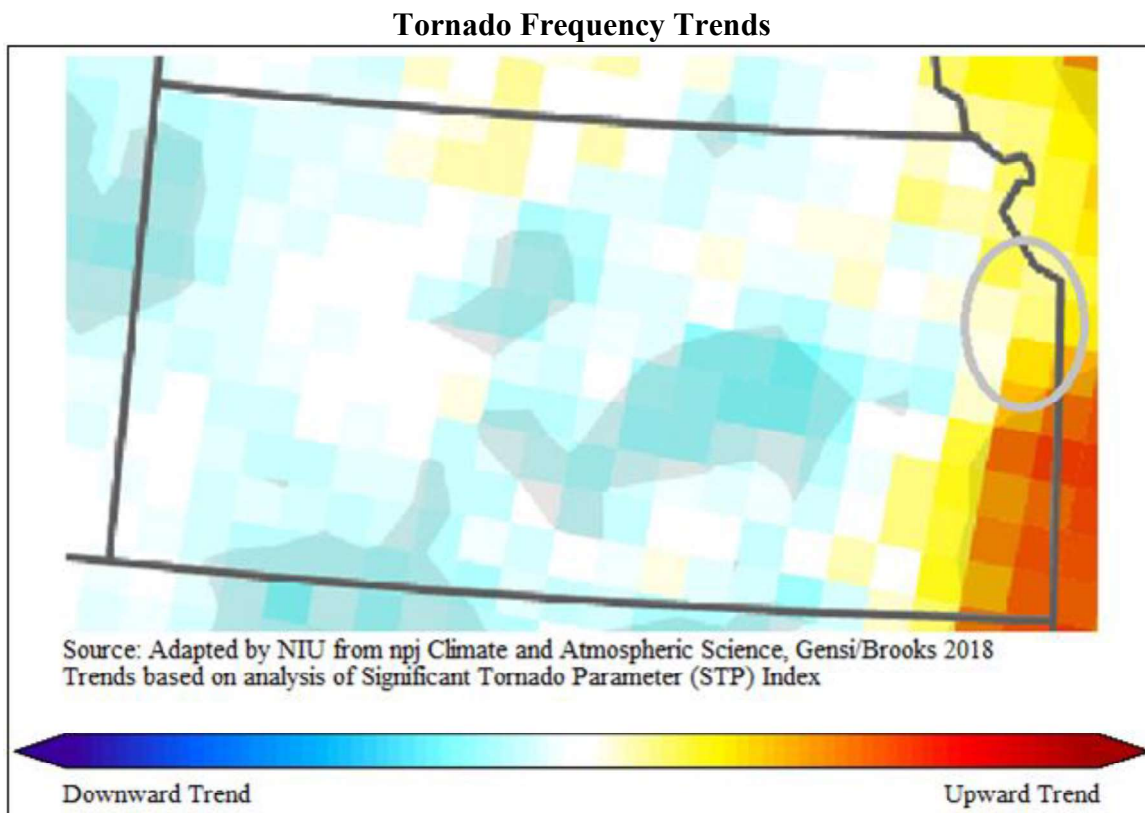 Tornado Frequency Trends
Source: Adapted by NIU from npj Climate and Atmospheric Science, Gensi/Brooks 2018
Trends based on analysis of Significant Tornado Parameter (STP) Index
Downward Trend
Upward Trend